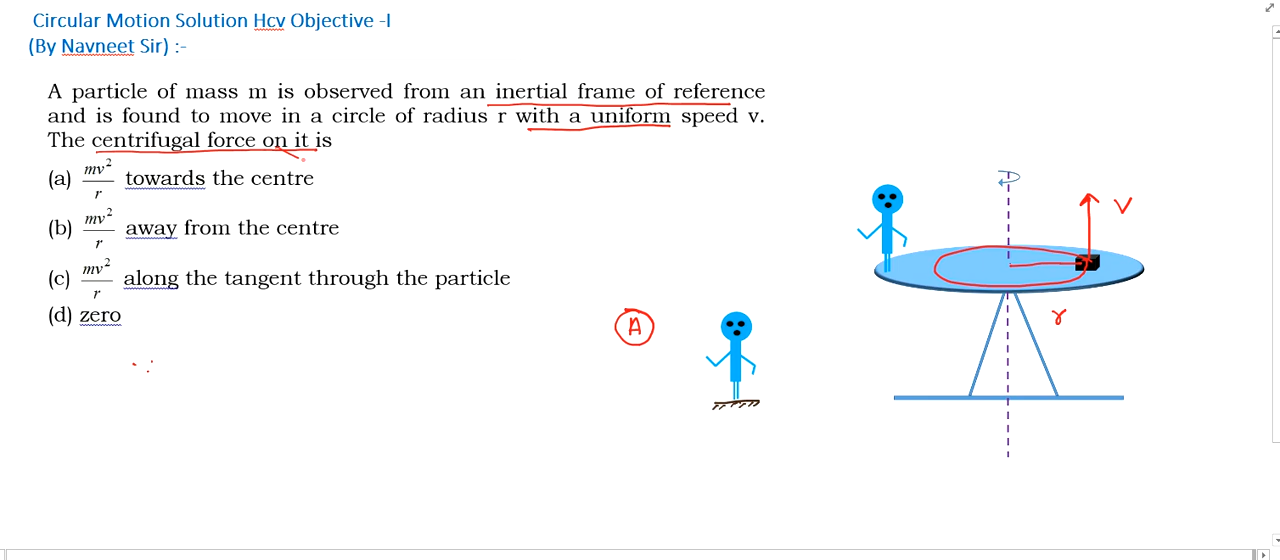 Circular Motion Solution Hcv Objective -I
(By Navneet Sir) :-
A particle of mass m is observed from an inertial frame of reference
and is found to move in a circle of radius r with a uniform speed v.
The centrifugal force on it is
(a) mv²/r towards the centre
(b) mv²/r away from the centre
(c) mv²/r along the tangent through the particle
(d) zero
A
V
r